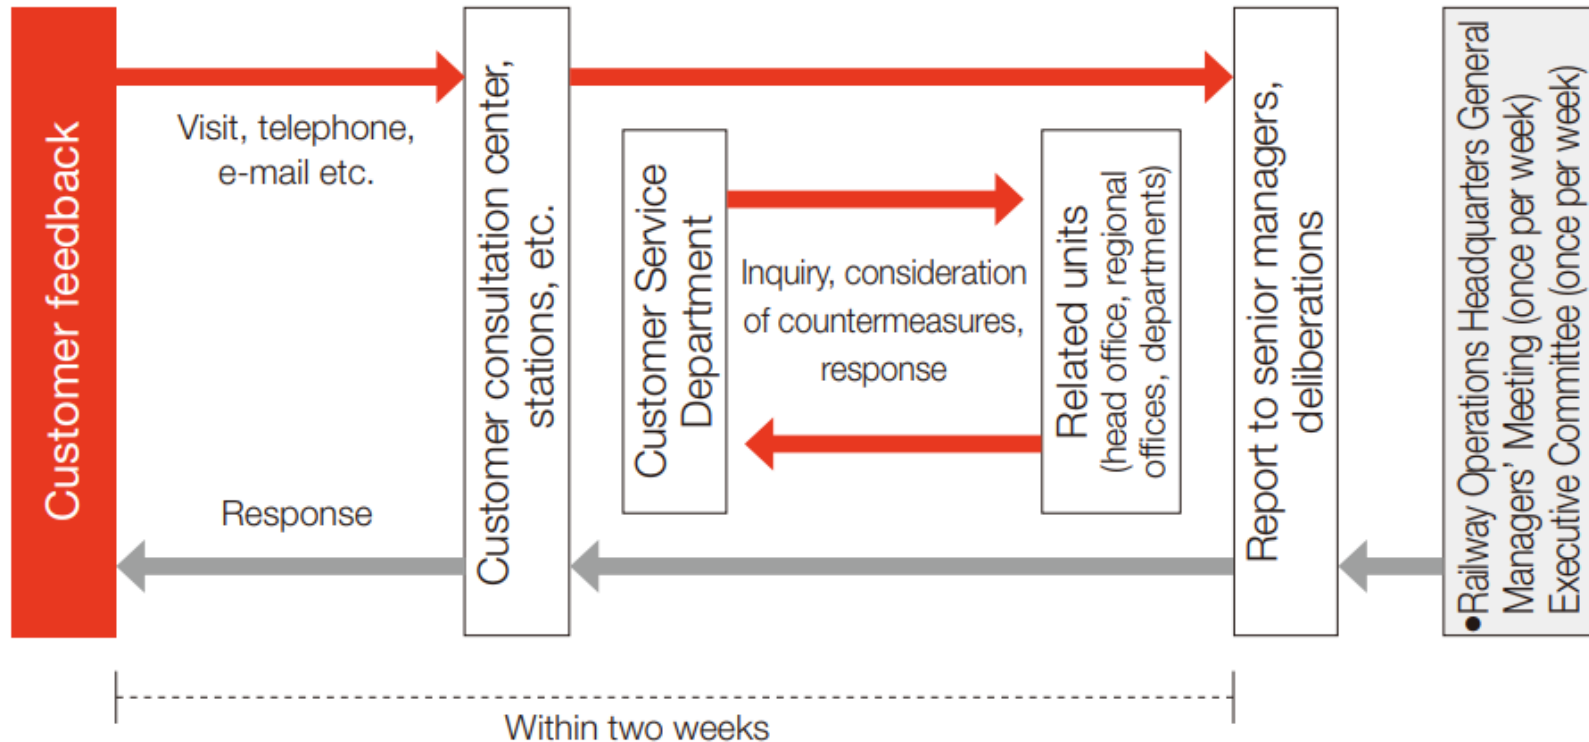 Customer feedback
Visit, telephone,
e-mail etc.
Response
Customer consultation center,
stations, etc.
Customer Service
Department
Inquiry, consideration
of countermeasures,
response
Related units
(head office, regional
offices, departments)
Report to senior managers,
deliberations
●Railway Operations Headquarters General
Managers’ Meeting (once per week)
Executive Committee (once per week)
Within two weeks